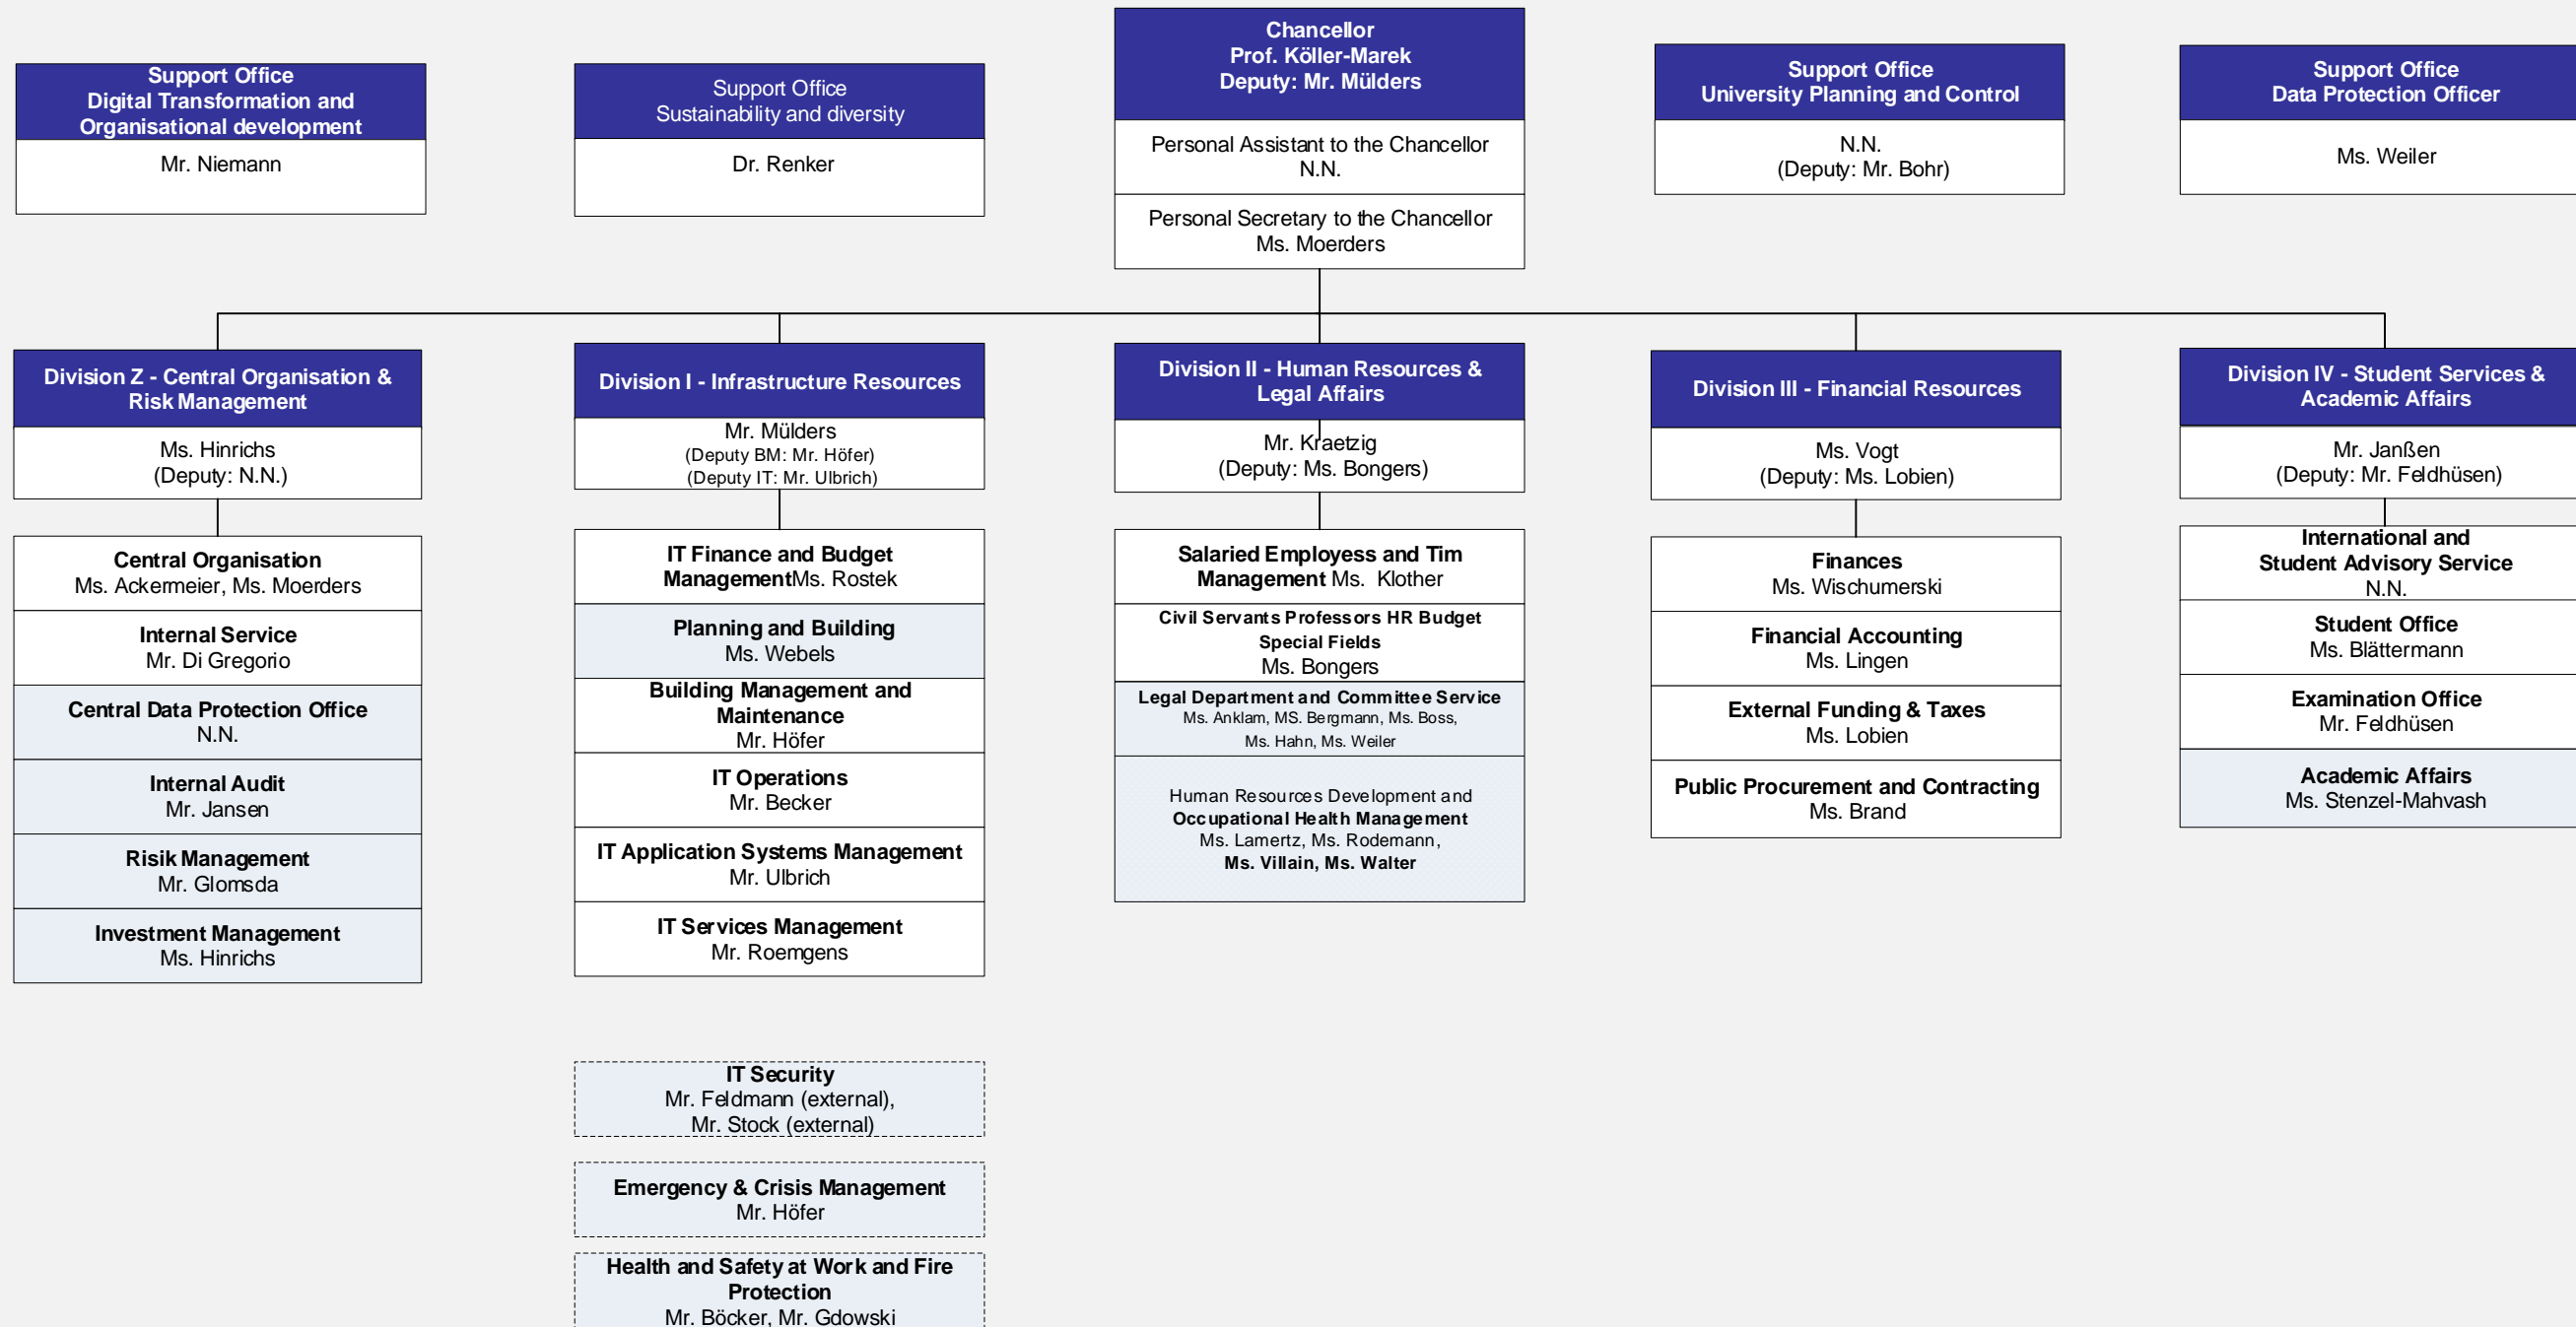 Support Office
Digital Transformation and
Organisational development
Mr. Niemann
Support Office
Sustainability and diversity
Dr. Renker
Chancellor
Prof. Köller-Marek
Deputy: Mr. Mülders
Personal Assistant to the Chancellor
N.N.
Personal Secretary to the Chancellor
Ms. Moerders
Support Office
University Planning and Control
N.N.
(Deputy: Mr. Bohr)
Support Office
Data Protection Officer
Ms. Weiler
Division Z - Central Organisation &
Risk Management
Ms. Hinrichs
(Deputy: N.N.)
Central Organisation
Ms. Ackermeier, Ms. Moerders
Internal Service
Mr. Di Gregorio
Central Data Protection Office
N.N.
Internal Audit
Mr. Jansen
Risik Management
Mr. Glomsda
Investment Management
Ms. Hinrichs
Division I - Infrastructure Resources
Mr. Mülders
(Deputy BM: Mr. Höfer)
(Deputy IT: Mr. Ulbrich)
IT Finance and Budget
ManagementMs. Rostek
Planning and Building
Ms. Webels
Building Management and
Maintenance
Mr. Höfer
IT Operations
Mr. Becker
IT Application Systems Management
Mr. Ulbrich
IT Services Management
Mr. Roemgens
IT Security
Mr. Feldmann (external),
Mr. Stock (external)
Emergency & Crisis Management
Mr. Höfer
Health and Safety at Work and Fire
Protection
Mr. Böcker, Mr. Gdowski
Division II - Human Resources &
Legal Affairs
Mr. Kraetzig
(Deputy: Ms. Bongers)
Salaried Employess and Tim
Management Ms. Klother
Civil Servants Professors HR Budget
Special Fields
Ms. Bongers
Legal Department and Committee Service
Ms. Anklam, MS. Bergmann, Ms. Boss,
Ms. Hahn, Ms. Weiler
Human Resources Development and
Occupational Health Management
Ms. Lamertz, Ms. Rodemann,
Ms. Villain, Ms. Walter
Division III - Financial Resources
Ms. Vogt
(Deputy: Ms. Lobien)
Finances
Ms. Wischumerski
Financial Accounting
Ms. Lingen
External Funding & Taxes
Ms. Lobien
Public Procurement and Contracting
Ms. Brand
Division IV - Student Services &
Academic Affairs
Mr. Janßen
(Deputy: Mr. Feldhüsen)
International and
Student Advisory Service
N.N.
Student Office
Ms. Blättermann
Examination Office
Mr. Feldhüsen
Academic Affairs
Ms. Stenzel-Mahvash